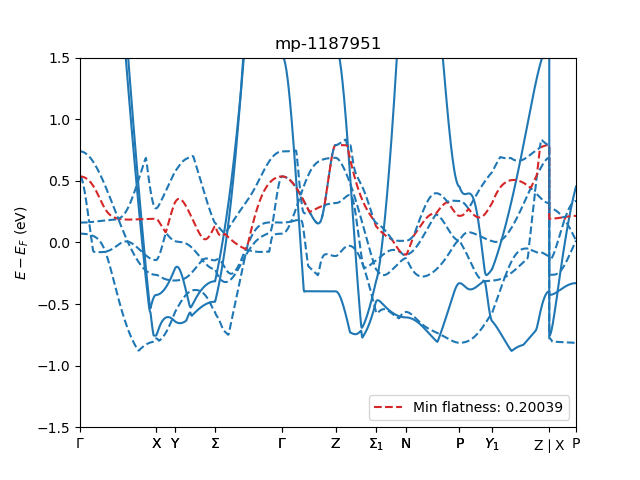 mp-1187951
E − E_F (eV)
1.5
1.0
0.5
0.0
−0.5
−1.0
−1.5
Min flatness: 0.20039
Γ X Y Σ Γ Z Σ₁ N P Y₁ Z | X P